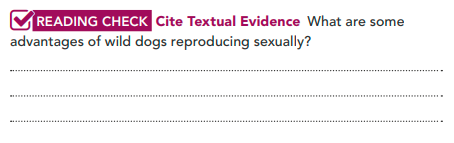 READING CHECK Cite Textual Evidence What are some
advantages of wild dogs reproducing sexually?